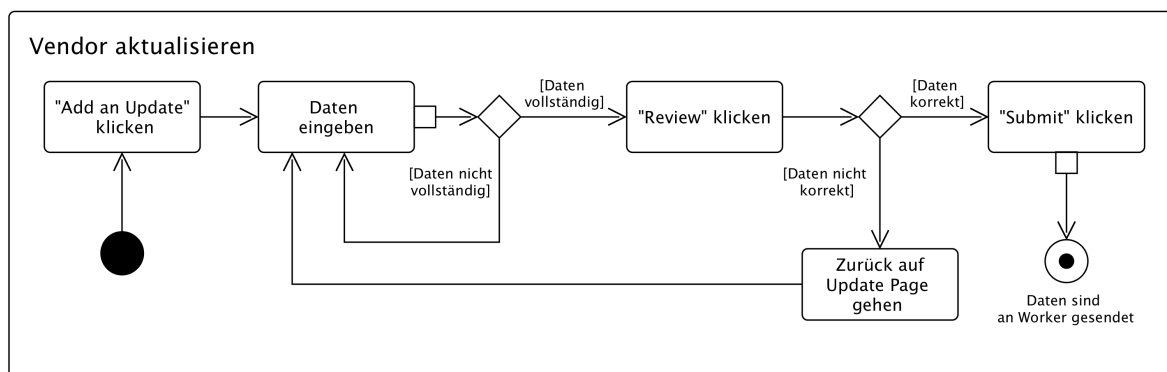 Vendor aktualisieren
"Add an Update"
klicken
Daten
eingeben
[Daten
vollständig]
[Daten nicht
vollständig]
"Review" klicken
[Daten
korrekt]
[Daten nicht
korrekt]
"Submit" klicken
Zurück auf
Update Page
gehen
Daten sind
an Worker gesendet